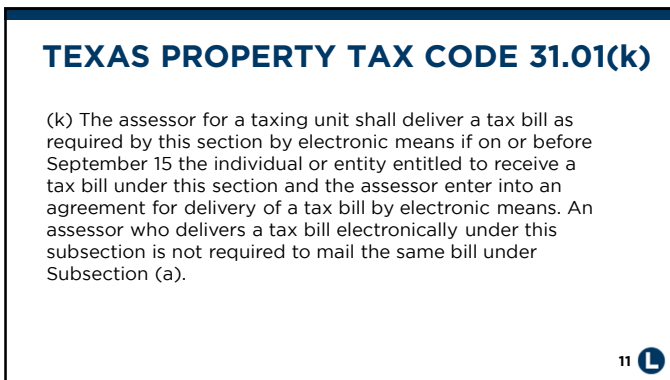 TEXAS PROPERTY TAX CODE 31.01(k)
(k) The assessor for a taxing unit shall deliver a tax bill as
required by this section by electronic means if on or before
September 15 the individual or entity entitled to receive a
tax bill under this section and the assessor enter into an
agreement for delivery of a tax bill by electronic means. An
assessor who delivers a tax bill electronically under this
subsection is not required to mail the same bill under
Subsection (a).
11 L